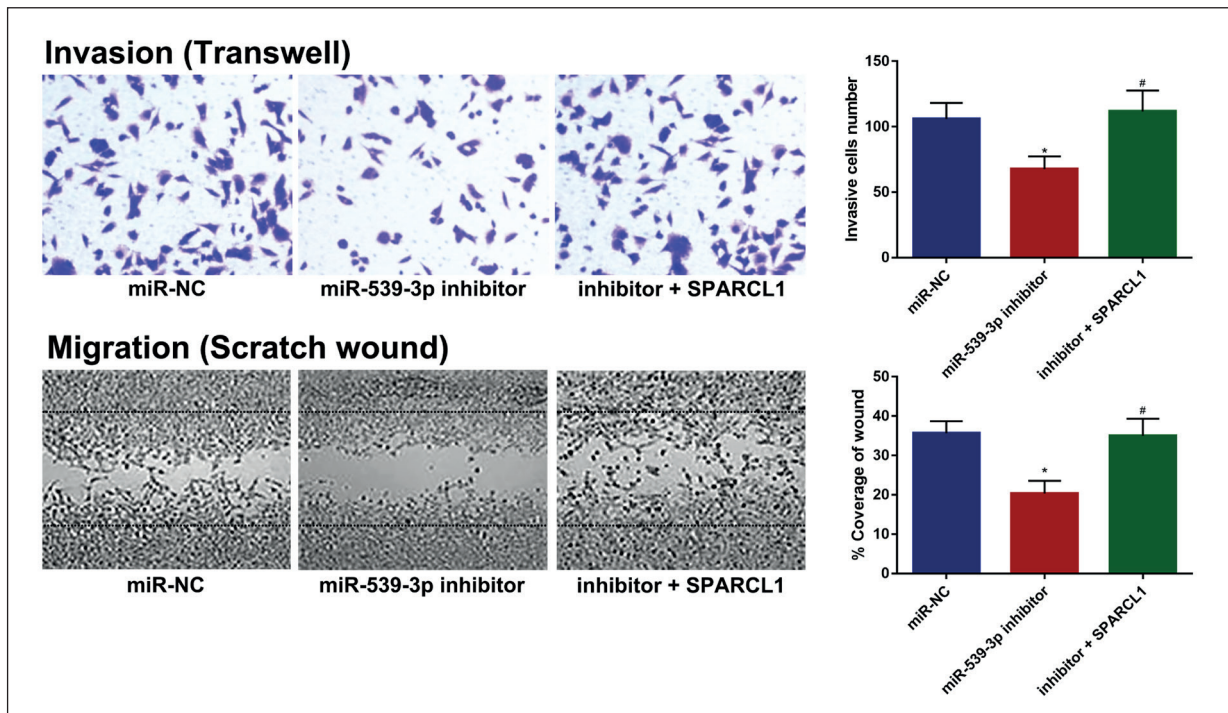 Invasion (Transwell)
miR-NC
miR-539-3p inhibitor
inhibitor + SPARCL1
150
100
50
0
Invasive cells number
*
#
miR-NC
miR-539-3p inhibitor
inhibitor + SPARCL1
Migration (Scratch wound)
miR-NC
miR-539-3p inhibitor
inhibitor + SPARCL1
50
40
30
20
10
0
% Coverage of wound
*
#
miR-NC
miR-539-3p inhibitor
inhibitor + SPARCL1